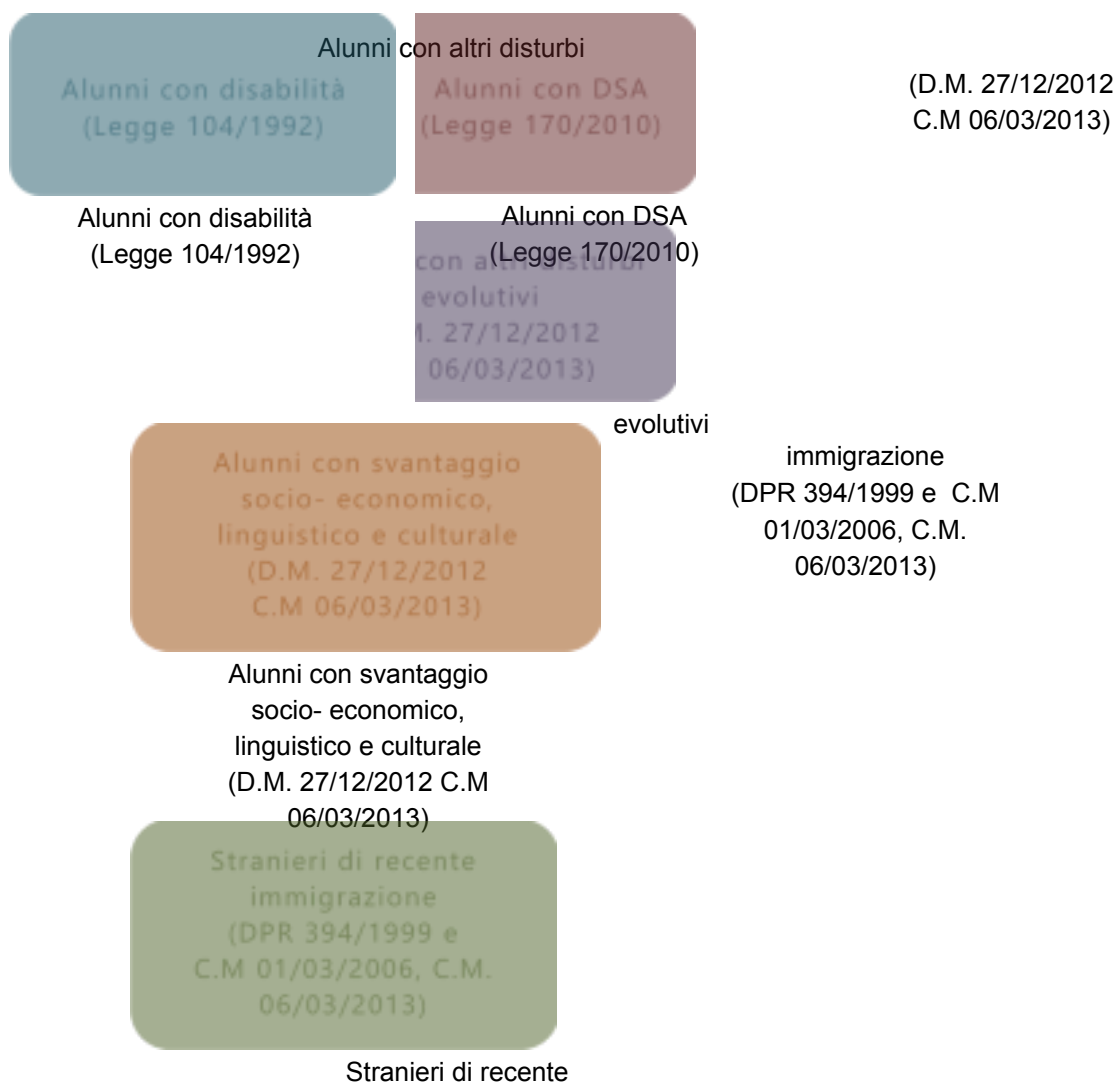 Alunni con altri disturbi
Alunni con disabilità
(Legge 104/1992)
Alunni con DSA
(Legge 170/2010)
(D.M. 27/12/2012
C.M 06/03/2013)
Alunni con disabilità
(Legge 104/1992)
Alunni con DSA
(Legge 170/2010)
con altri disturbi
evolutivi
M. 27/12/2012
06/03/2013)
evolutivi
immigrazione
(DPR 394/1999 e C.M
01/03/2006, C.M.
06/03/2013)
Alunni con svantaggio
socio- economico,
linguistico e culturale
(D.M. 27/12/2012
C.M 06/03/2013)
Alunni con svantaggio
socio- economico,
linguistico e culturale
(D.M. 27/12/2012 C.M
06/03/2013)
Stranieri di recente
immigrazione
(DPR 394/1999 e
C.M 01/03/2006, C.M.
06/03/2013)
Stranieri di recente